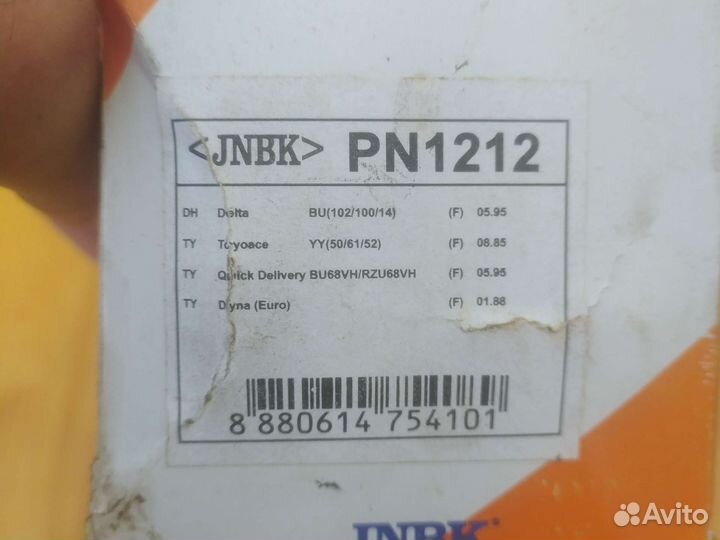 <JNBK> PN1212
DH Delta BU(102/100/14) (F) 05.95
TY Toyoace YY(50/61/52) (F) 08.85
TY Quick Delivery BU68VH/RZU68VH (F) 05.95
TY Dyna (Euro) (F) 01.88
8 880614 754101
JNBK
Avito